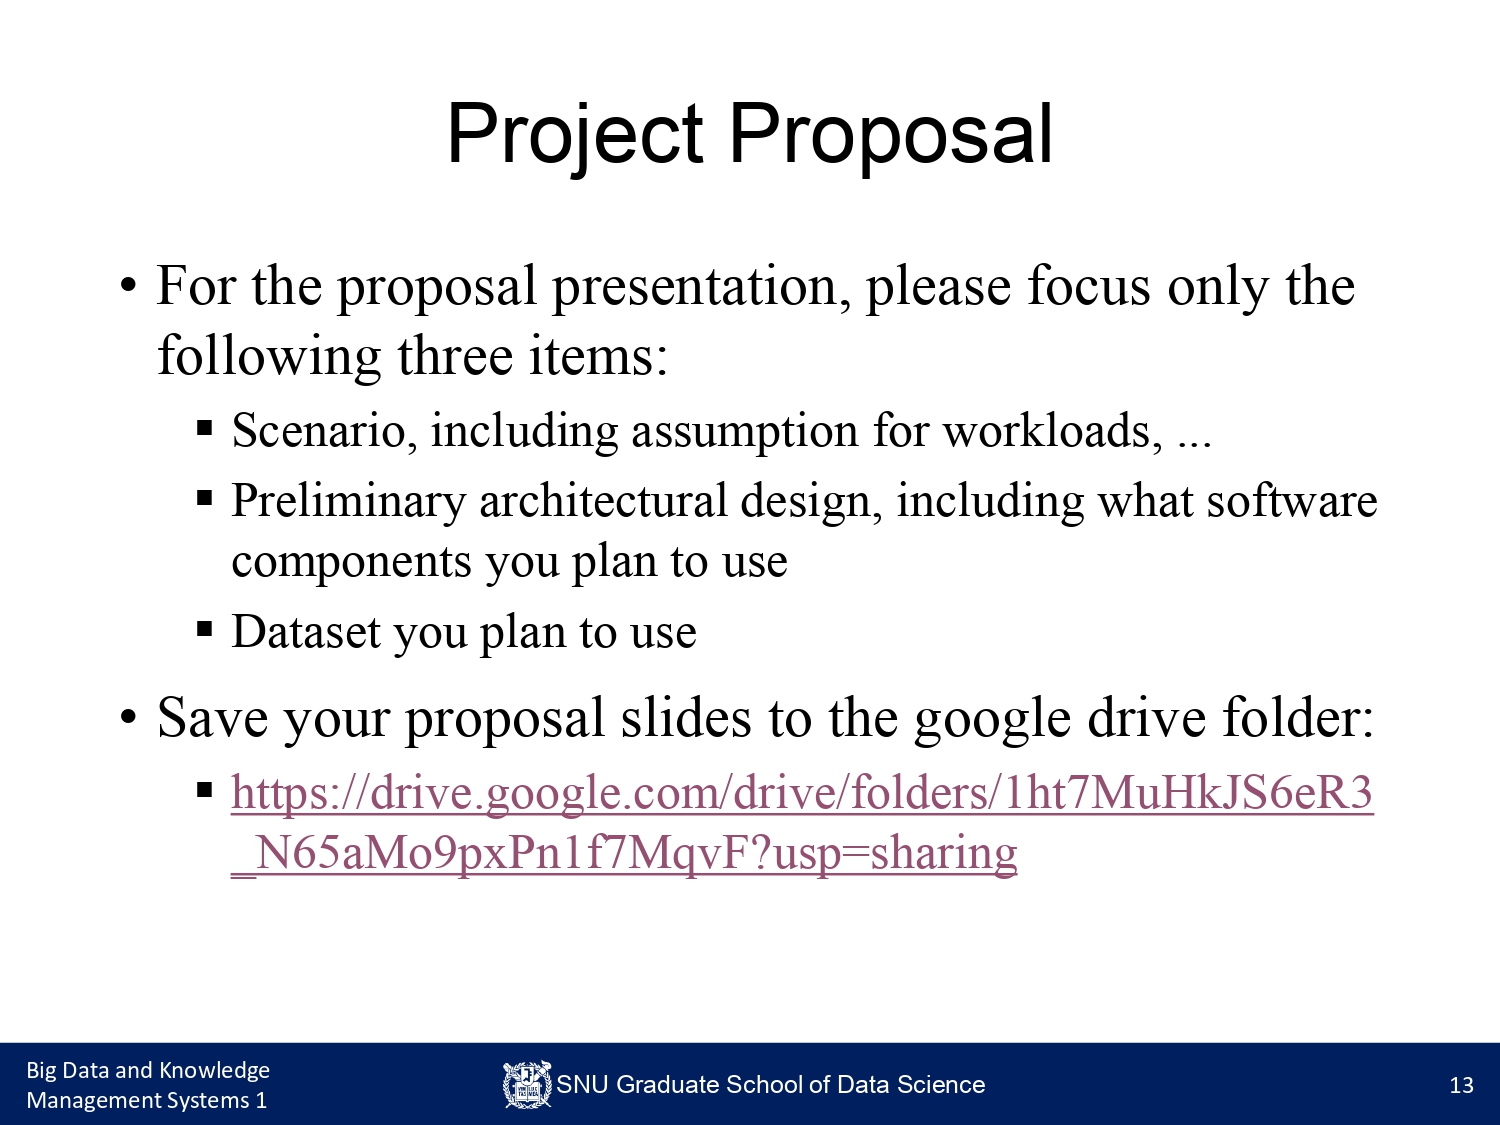 Project Proposal
• For the proposal presentation, please focus only the
following three items:
▪ Scenario, including assumption for workloads, ...
▪ Preliminary architectural design, including what software
components you plan to use
▪ Dataset you plan to use
• Save your proposal slides to the google drive folder:
▪ https://drive.google.com/drive/folders/1ht7MuHkJS6eR3
_N65aMo9pxPn1f7MqvF?usp=sharing
Big Data and Knowledge
Management Systems 1
SNU Graduate School of Data Science
13